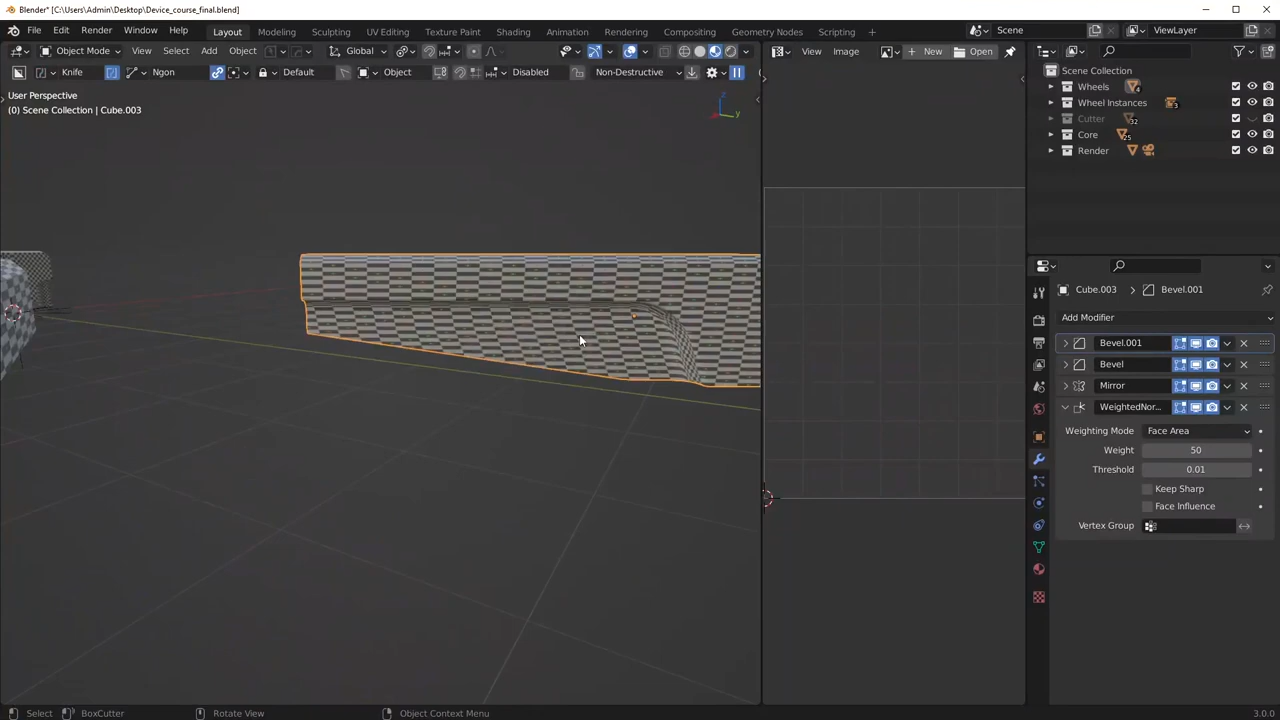 Blender* [C:\Users\Admin\Desktop\Device_course_final.blend]
File Edit Render Window Help Layout Modeling Sculpting UV Editing Texture Paint Shading Animation Rendering Compositing Geometry Nodes Scripting + Scene ViewLayer
Object Mode View Select Add Object Global View Image New Open
Knife Ngon Default Object Disabled Non-Destructive
User Perspective
(0) Scene Collection | Cube.003
z
y
Scene Collection
Wheels 4
Wheel Instances 3
Cutter 32
Core 25
Render
Cube.003 > Bevel.001
Add Modifier
Bevel.001
Bevel
Mirror
WeightedNor...
Weighting Mode Face Area
Weight 50
Threshold 0.01
Keep Sharp
Face Influence
Vertex Group
Select BoxCutter Rotate View Object Context Menu 3.0.0